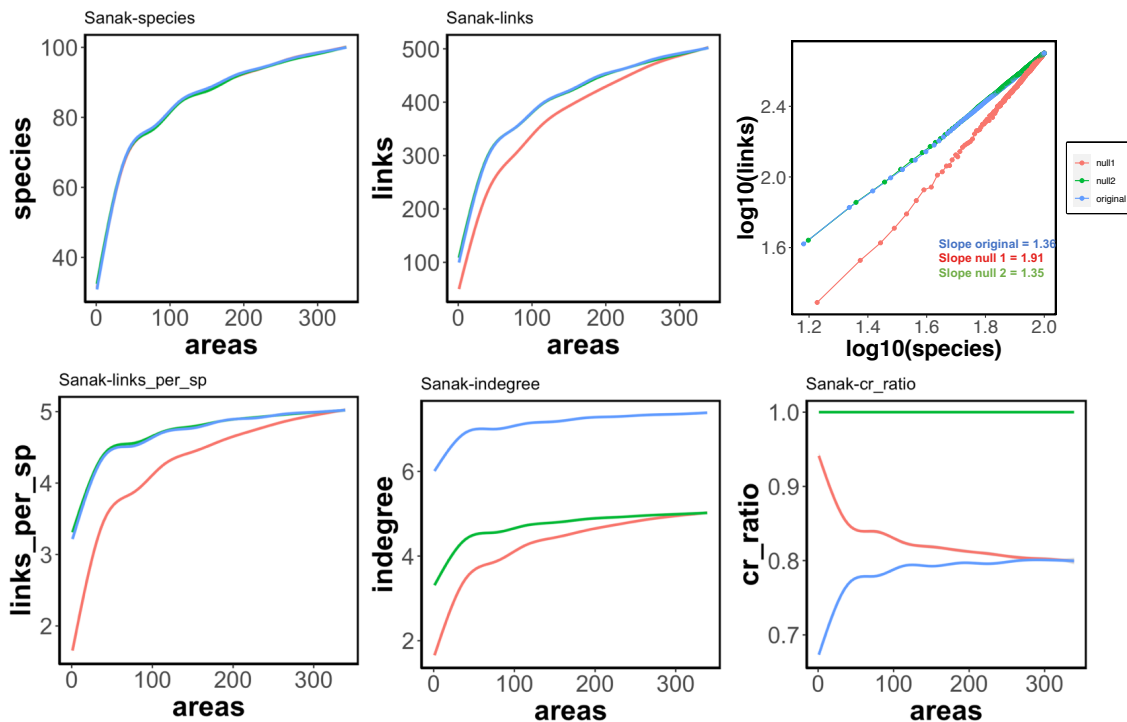 Sanak-species
species
100
80
60
40
0
100
200
300
areas
Sanak-links
links
500
400
300
200
100
0
0
100
200
300
areas
log10(links)
2.4
2.0
1.6
Slope original = 1.36
Slope null 1 = 1.91
Slope null 2 = 1.35
1.2
1.4
1.6
1.8
2.0
log10(species)
null1
null2
original
Sanak-links_per_sp
links_per_sp
5
4
3
2
0
100
200
300
areas
Sanak-indegree
indegree
6
4
2
0
100
200
300
areas
Sanak-cr_ratio
cr_ratio
1.0
0.9
0.8
0.7
0
100
200
300
areas